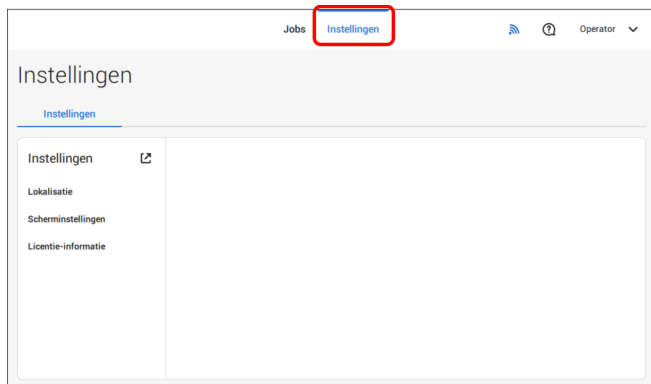 Jobs Instellingen Operator
Instellingen
Instellingen
Instellingen
Lokalisatie
Scherminstellingen
Licentie-informatie